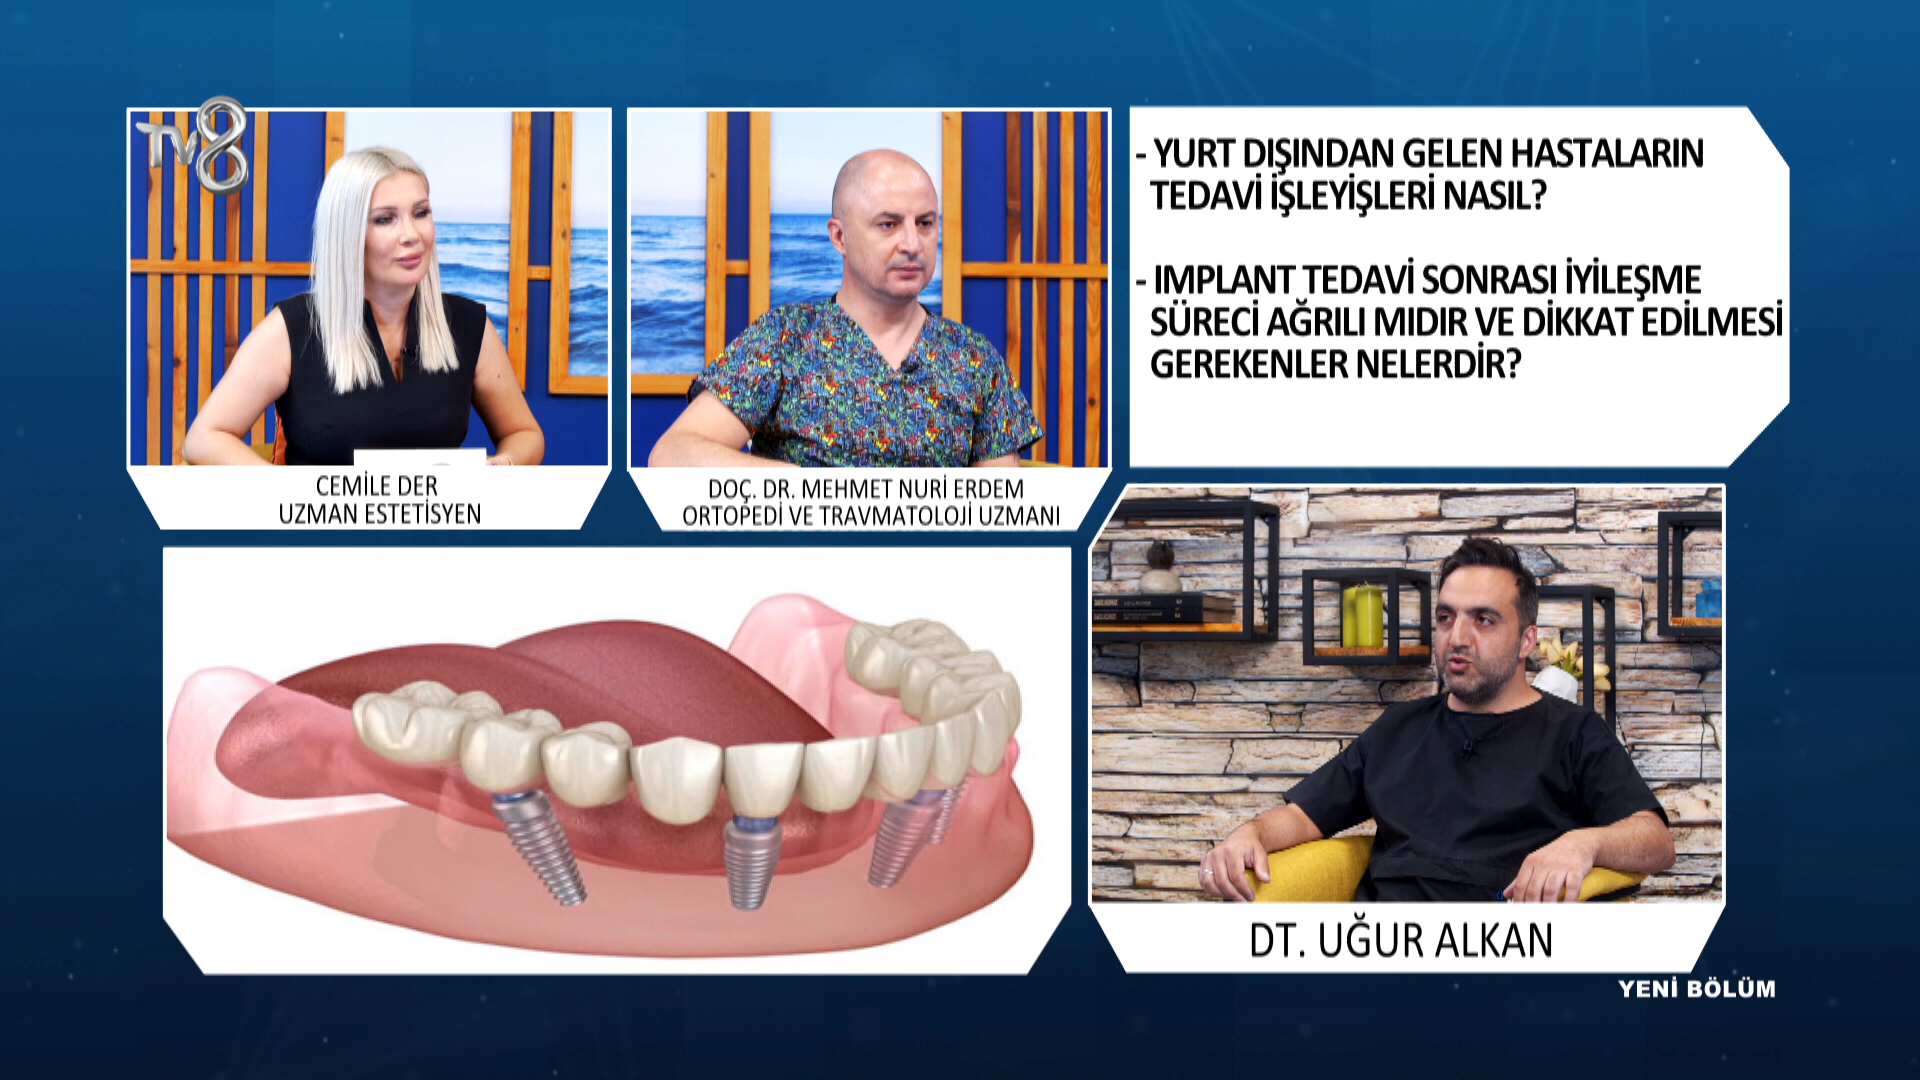 TV8
- YURT DIŞINDAN GELEN HASTALARIN
TEDAVİ İŞLEYİŞLERİ NASIL?
- IMPLANT TEDAVİ SONRASI İYİLEŞME
SÜRECİ AĞRILI MIDIR VE DİKKAT EDİLMESİ
GEREKENLER NELERDİR?
CEMİLE DER
UZMAN ESTETİSYEN
DOÇ. DR. MEHMET NURİ ERDEM
ORTOPEDİ VE TRAVMATOLOJİ UZMANI
DT. UĞUR ALKAN
YENİ BÖLÜM